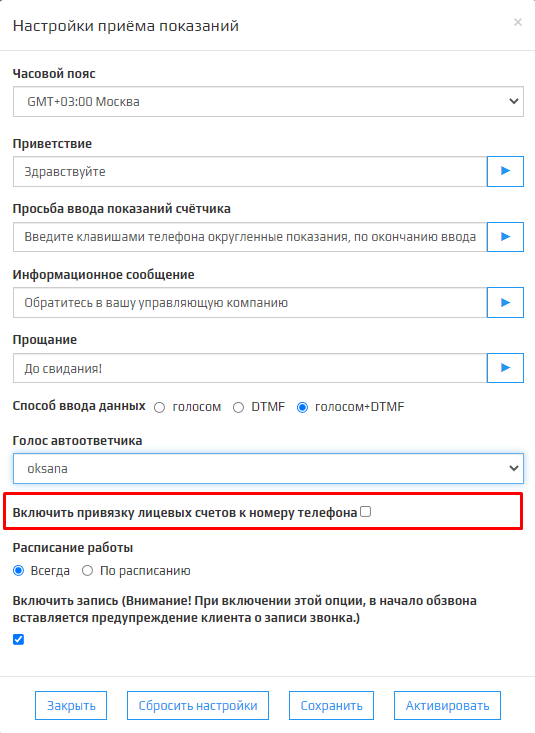 Настройки приёма показаний
×
Часовой пояс
GMT+03:00 Москва
Приветствие
Здравствуйте
Просьба ввода показаний счётчика
Введите клавишами телефона округленные показания, по окончанию ввода
Информационное сообщение
Обратитесь в вашу управляющую компанию
Прощание
До свидания!
Способ ввода данных голосом DTMF голосом+DTMF
Голос автоответчика
oksana
Включить привязку лицевых счетов к номеру телефона
Расписание работы
Всегда По расписанию
Включить запись (Внимание! При включении этой опции, в начало обзвона
вставляется предупреждение клиента о записи звонка.)
Закрыть Сбросить настройки Сохранить Активировать